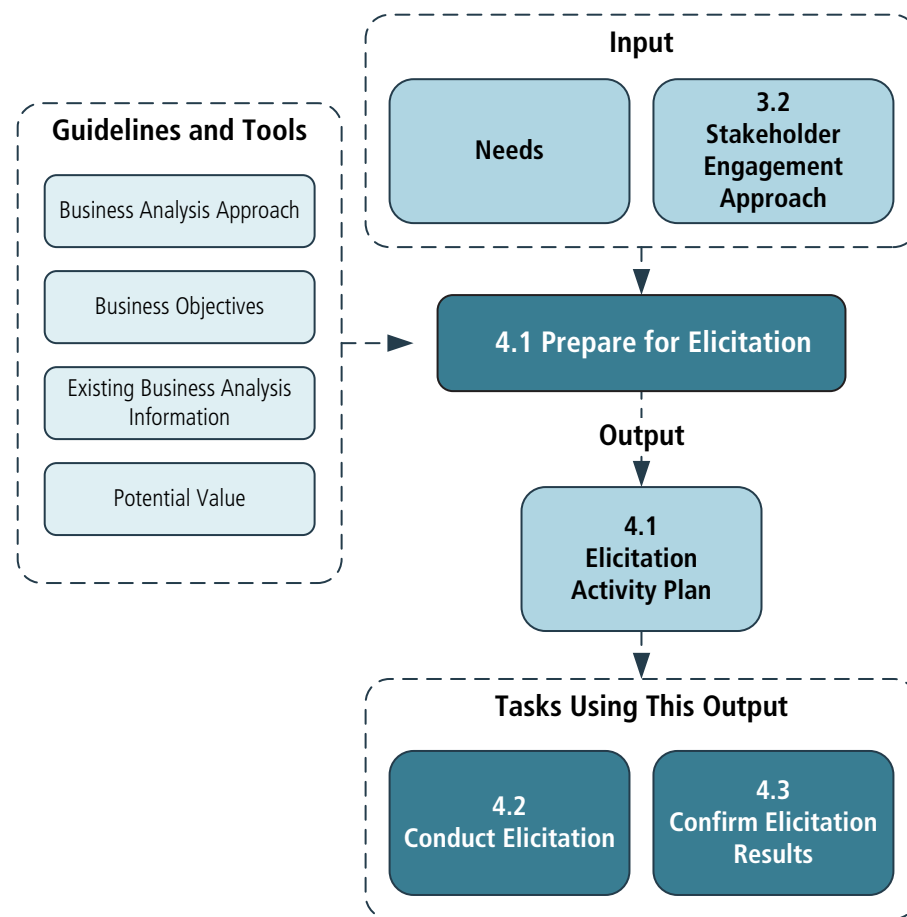 Input
Needs
3.2
Stakeholder
Engagement
Approach
Guidelines and Tools
Business Analysis Approach
Business Objectives
Existing Business Analysis
Information
Potential Value
4.1 Prepare for Elicitation
Output
4.1
Elicitation
Activity Plan
Tasks Using This Output
4.2
Conduct Elicitation
4.3
Confirm Elicitation
Results